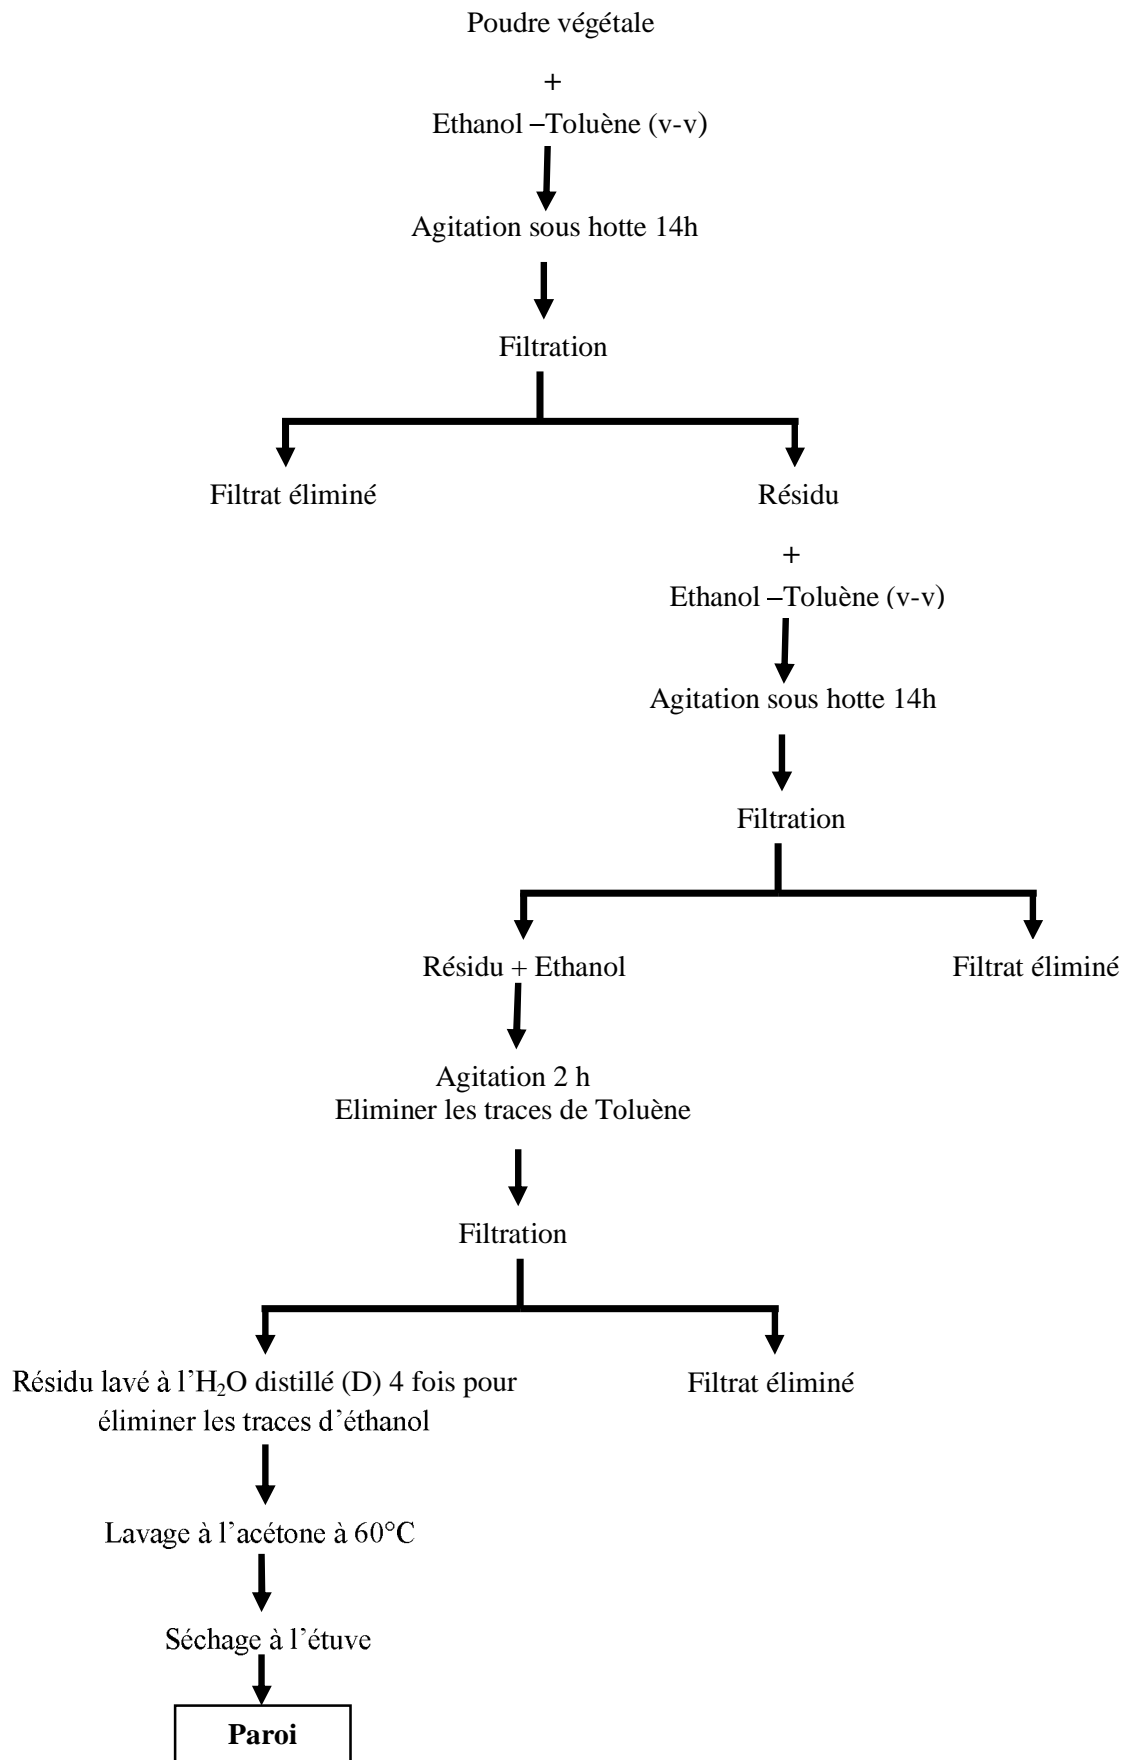 Poudre végétale
+
Ethanol –Toluène (v-v)
Agitation sous hotte 14h
Filtration
Filtrat éliminé
Résidu
+
Ethanol –Toluène (v-v)
Agitation sous hotte 14h
Filtration
Résidu + Ethanol
Filtrat éliminé
Agitation 2 h
Eliminer les traces de Toluène
Filtration
Résidu lavé à l’H₂O distillé (D) 4 fois pour
éliminer les traces d’éthanol
Filtrat éliminé
Lavage à l’acétone à 60°C
Séchage à l’étuve
Paroi